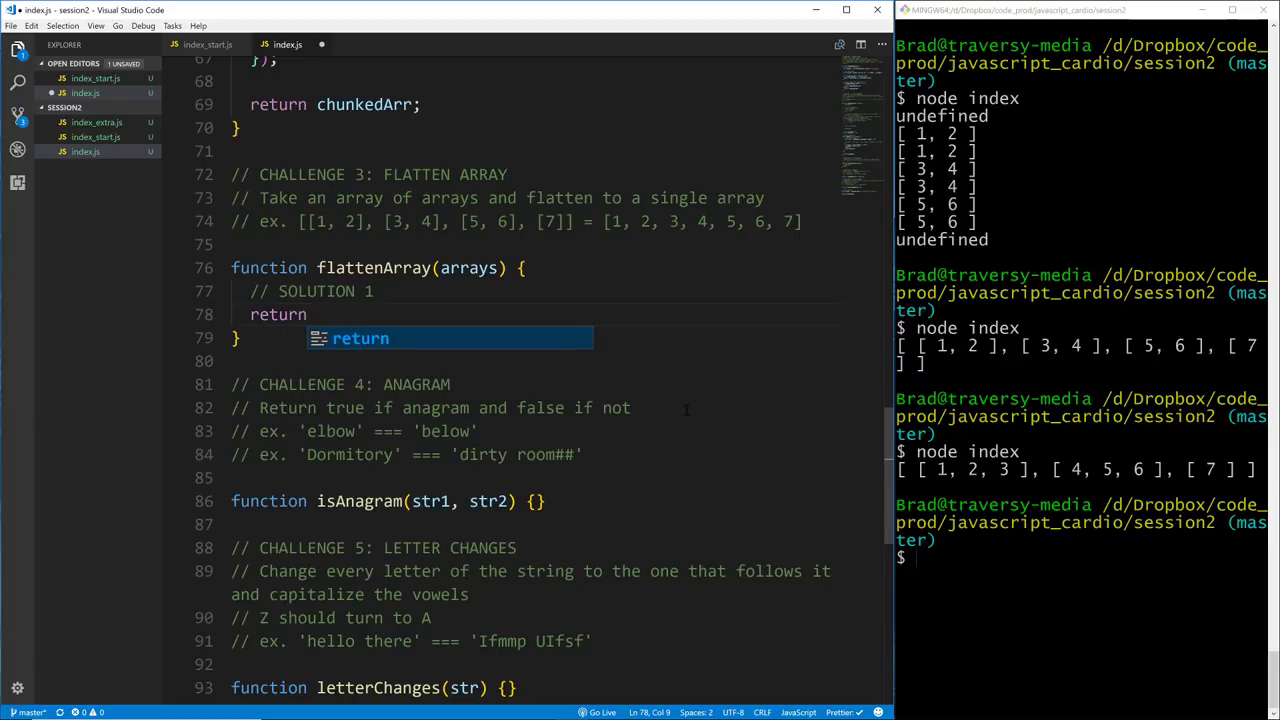 index.js - session2 - Visual Studio Code
File Edit Selection View Go Debug Tasks Help
EXPLORER
OPEN EDITORS 1 UNSAVED
index_start.js U
index.js U
SESSION2
index_extra.js U
index_start.js U
index.js U
index_start.js index.js
67 });
68
69 return chunkedArr;
70 }
71
72 // CHALLENGE 3: FLATTEN ARRAY
73 // Take an array of arrays and flatten to a single array
74 // ex. [[1, 2], [3, 4], [5, 6], [7]] = [1, 2, 3, 4, 5, 6, 7]
75
76 function flattenArray(arrays) {
77 // SOLUTION 1
78 return
return
79 }
80
81 // CHALLENGE 4: ANAGRAM
82 // Return true if anagram and false if not
83 // ex. 'elbow' === 'below'
84 // ex. 'Dormitory' === 'dirty room##'
85
86 function isAnagram(str1, str2) {}
87
88 // CHALLENGE 5: LETTER CHANGES
89 // Change every letter of the string to the one that follows it
and capitalize the vowels
90 // Z should turn to A
91 // ex. 'hello there' === 'Ifmmp UIfsf'
92
93 function letterChanges(str) {}
master* 0 0 Go Live Ln 78, Col 9 Spaces: 2 UTF-8 CRLF JavaScript Prettier: ✓
MINGW64:/d/Dropbox/code_prod/javascript_cardio/session2
Brad@traversy-media /d/Dropbox/code_
prod/javascript_cardio/session2 (mas
ter)
$ node index
undefined
[ 1, 2 ]
[ 1, 2 ]
[ 3, 4 ]
[ 3, 4 ]
[ 5, 6 ]
[ 5, 6 ]
undefined
Brad@traversy-media /d/Dropbox/code_
prod/javascript_cardio/session2 (mas
ter)
$ node index
[ [ 1, 2 ], [ 3, 4 ], [ 5, 6 ], [ 7
] ]
Brad@traversy-media /d/Dropbox/code_
prod/javascript_cardio/session2 (mas
ter)
$ node index
[ [ 1, 2, 3 ], [ 4, 5, 6 ], [ 7 ] ]
Brad@traversy-media /d/Dropbox/code_
prod/javascript_cardio/session2 (mas
ter)
$